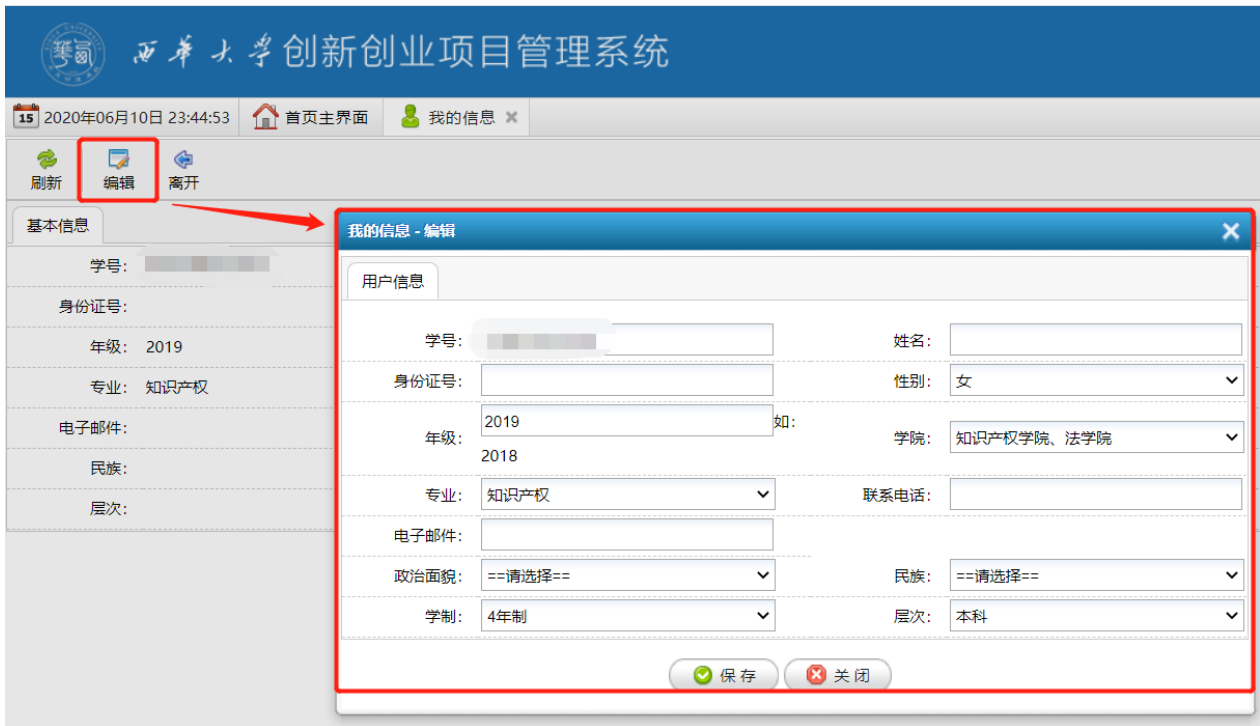 西华大学创新创业项目管理系统
15 2020年06月10日 23:44:53 首页主界面 我的信息
刷新 编辑 离开
基本信息
学号:
身份证号:
年级: 2019
专业: 知识产权
电子邮件:
民族:
层次:
我的信息 - 编辑
用户信息
学号: 姓名:
身份证号: 性别: 女
年级: 2019 如:
2018
学院: 知识产权学院、法学院
专业: 知识产权 联系电话:
电子邮件:
政治面貌: ==请选择== 民族: ==请选择==
学制: 4年制 层次: 本科
保存 关闭